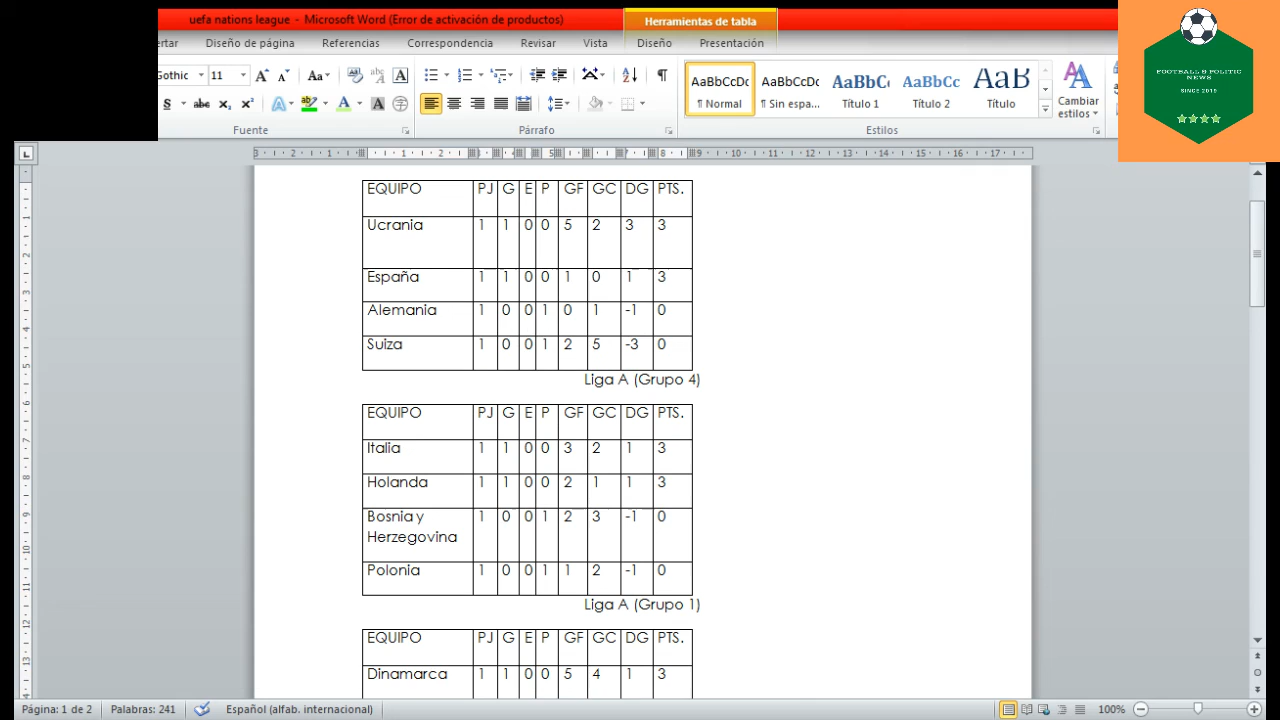 uefa nations league - Microsoft Word (Error de activación de productos)
Herramientas de tabla
ertar Diseño de página Referencias Correspondencia Revisar Vista Diseño Presentación
Gothic 11
AaBbCcDc AaBbCcDc AaBbCc AaBbCc AaB
¶ Normal ¶ Sin espa... Título 1 Título 2 Título
Cambiar estilos
Fuente Párrafo Estilos
FOOTBALL & POLITIC
NEWS
SINCE 2019
EQUIPO PJ G E P GF GC DG PTS.
Ucrania 1 1 0 0 5 2 3 3
España 1 1 0 0 1 0 1 3
Alemania 1 0 0 1 0 1 -1 0
Suiza 1 0 0 1 2 5 -3 0
Liga A (Grupo 4)
EQUIPO PJ G E P GF GC DG PTS.
Italia 1 1 0 0 3 2 1 3
Holanda 1 1 0 0 2 1 1 3
Bosnia y
Herzegovina 1 0 0 1 2 3 -1 0
Polonia 1 0 0 1 1 2 -1 0
Liga A (Grupo 1)
EQUIPO PJ G E P GF GC DG PTS.
Dinamarca 1 1 0 0 5 4 1 3
Página: 1 de 2 Palabras: 241 Español (alfab. internacional) 100%